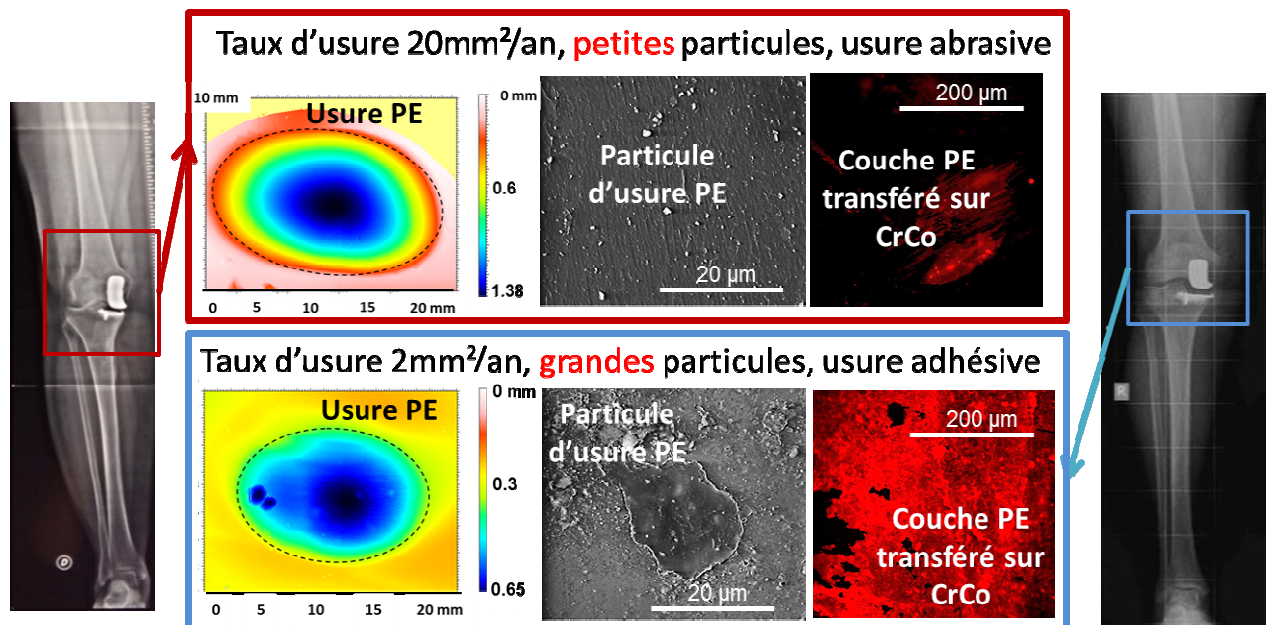 Taux d'usure 20mm²/an, petites particules, usure abrasive
10 mm
Usure PE
0 mm
0.6
1.38
0
5
10
15
20 mm
Particule
d'usure PE
20 µm
200 µm
Couche PE
transféré sur
CrCo
D
Taux d'usure 2mm²/an, grandes particules, usure adhésive
Usure PE
0 mm
0.3
0.65
0
5
10
15
20 mm
Particule
d'usure PE
20 µm
200 µm
Couche PE
transféré sur
CrCo
R